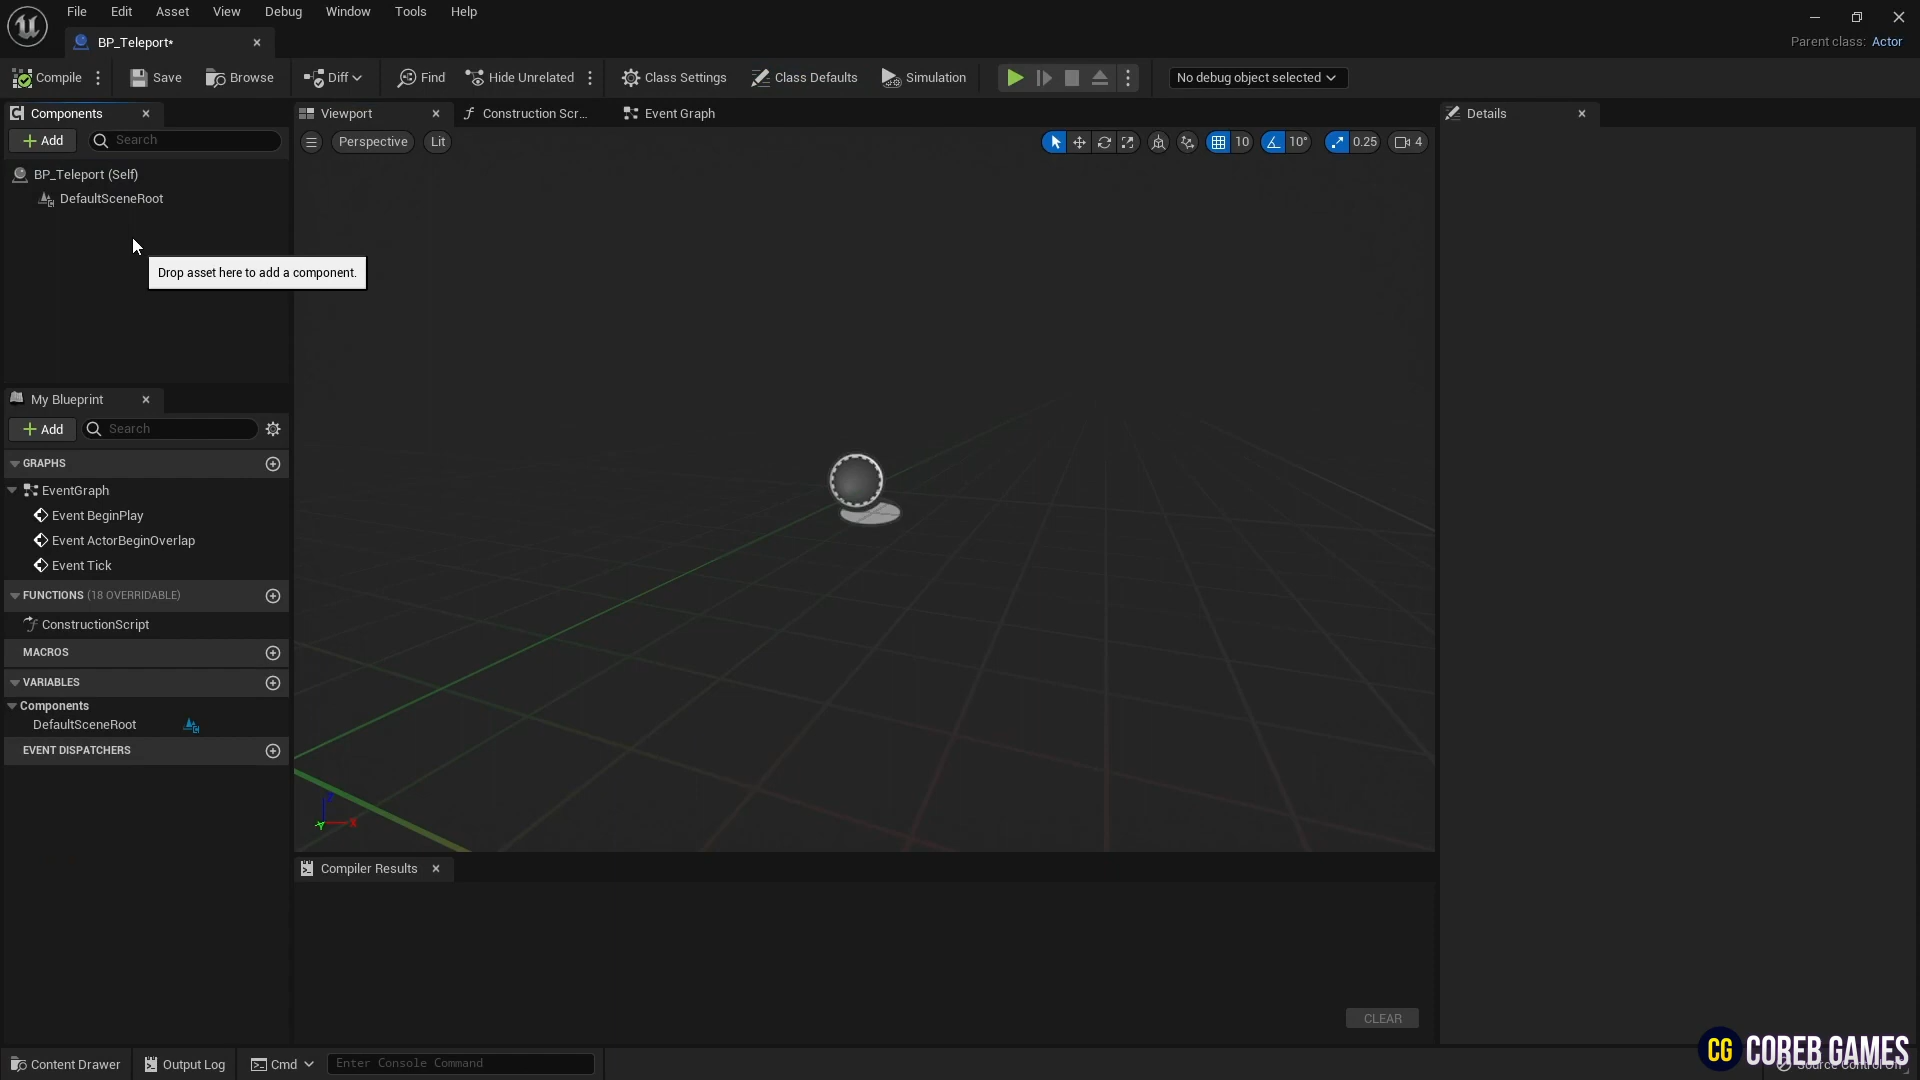 File Edit Asset View Debug Window Tools Help
BP_Teleport*
Parent class: Actor
Compile Save Browse Diff Find Hide Unrelated Class Settings Class Defaults Simulation No debug object selected
Components Viewport Construction Scr... Event Graph Details
Add Search Perspective Lit 10 10° 0.25 4
BP_Teleport (Self)
DefaultSceneRoot
Drop asset here to add a component.
My Blueprint
Add Search
GRAPHS
EventGraph
Event BeginPlay
Event ActorBeginOverlap
Event Tick
FUNCTIONS (18 OVERRIDABLE)
ConstructionScript
MACROS
VARIABLES
Components
DefaultSceneRoot
EVENT DISPATCHERS
Z
Y X
Compiler Results
CLEAR
Content Drawer Output Log Cmd Enter Console Command
CG COREB GAMES
Source Control Off